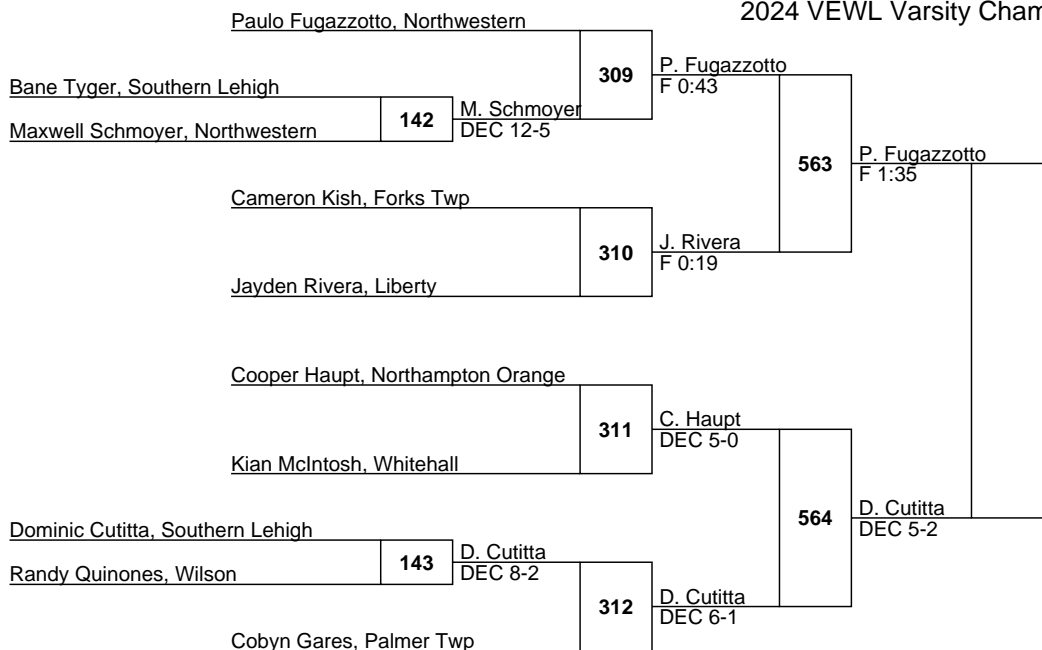 2024 VEWL Varsity Cham
Paulo Fugazzotto, Northwestern
309
P. Fugazzotto
F 0:43
Bane Tyger, Southern Lehigh
142
M. Schmoyer
DEC 12-5
Maxwell Schmoyer, Northwestern
563
P. Fugazzotto
F 1:35
Cameron Kish, Forks Twp
310
J. Rivera
F 0:19
Jayden Rivera, Liberty
Cooper Haupt, Northampton Orange
311
C. Haupt
DEC 5-0
Kian McIntosh, Whitehall
564
D. Cutitta
DEC 5-2
Dominic Cutitta, Southern Lehigh
143
D. Cutitta
DEC 8-2
Randy Quinones, Wilson
312
D. Cutitta
DEC 6-1
Cobyn Gares, Palmer Twp